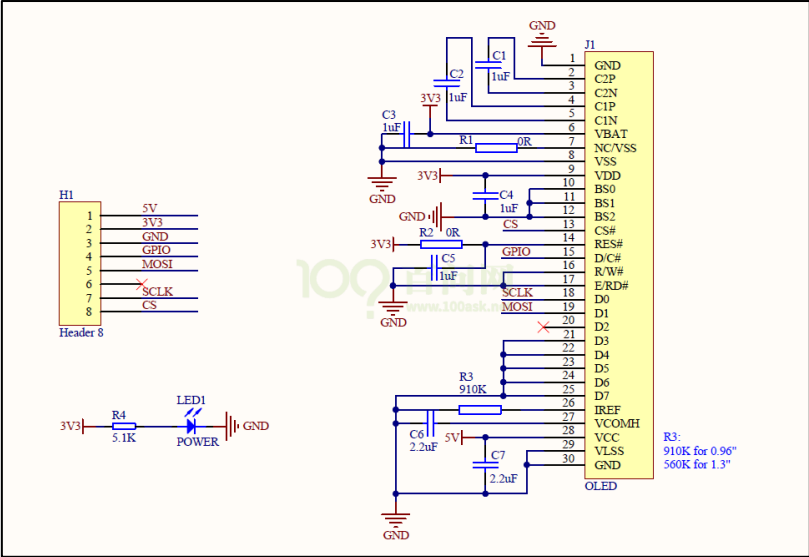 H1
1 5V
2 3V3
3 GND
4 GPIO
5 MOSI
6
7 SCLK
8 CS
Header 8
3V3
R4
5.1K
LED1
POWER
GND
GND
J1
C1
1uF
C2
1uF
3V3
C3
1uF
R1 0R
GND
3V3
C4
1uF
GND
CS
R2 0R
3V3
GPIO
C5
1uF
GND
SCLK
MOSI
R3
910K
C6
2.2uF
5V
C7
2.2uF
GND
1 GND
2 C2P
3 C2N
4 C1P
5 C1N
6 VBAT
7 NC/VSS
8 VSS
9 VDD
10 BS0
11 BS1
12 BS2
13 CS#
14 RES#
15 D/C#
16 R/W#
17 E/RD#
18 D0
19 D1
20 D2
21 D3
22 D4
23 D5
24 D6
25 D7
26 IREF
27 VCOMH
28 VCC
29 VLSS
30 GND
OLED
R3:
910K for 0.96"
560K for 1.3"
100?
百问网
www.100ask.net